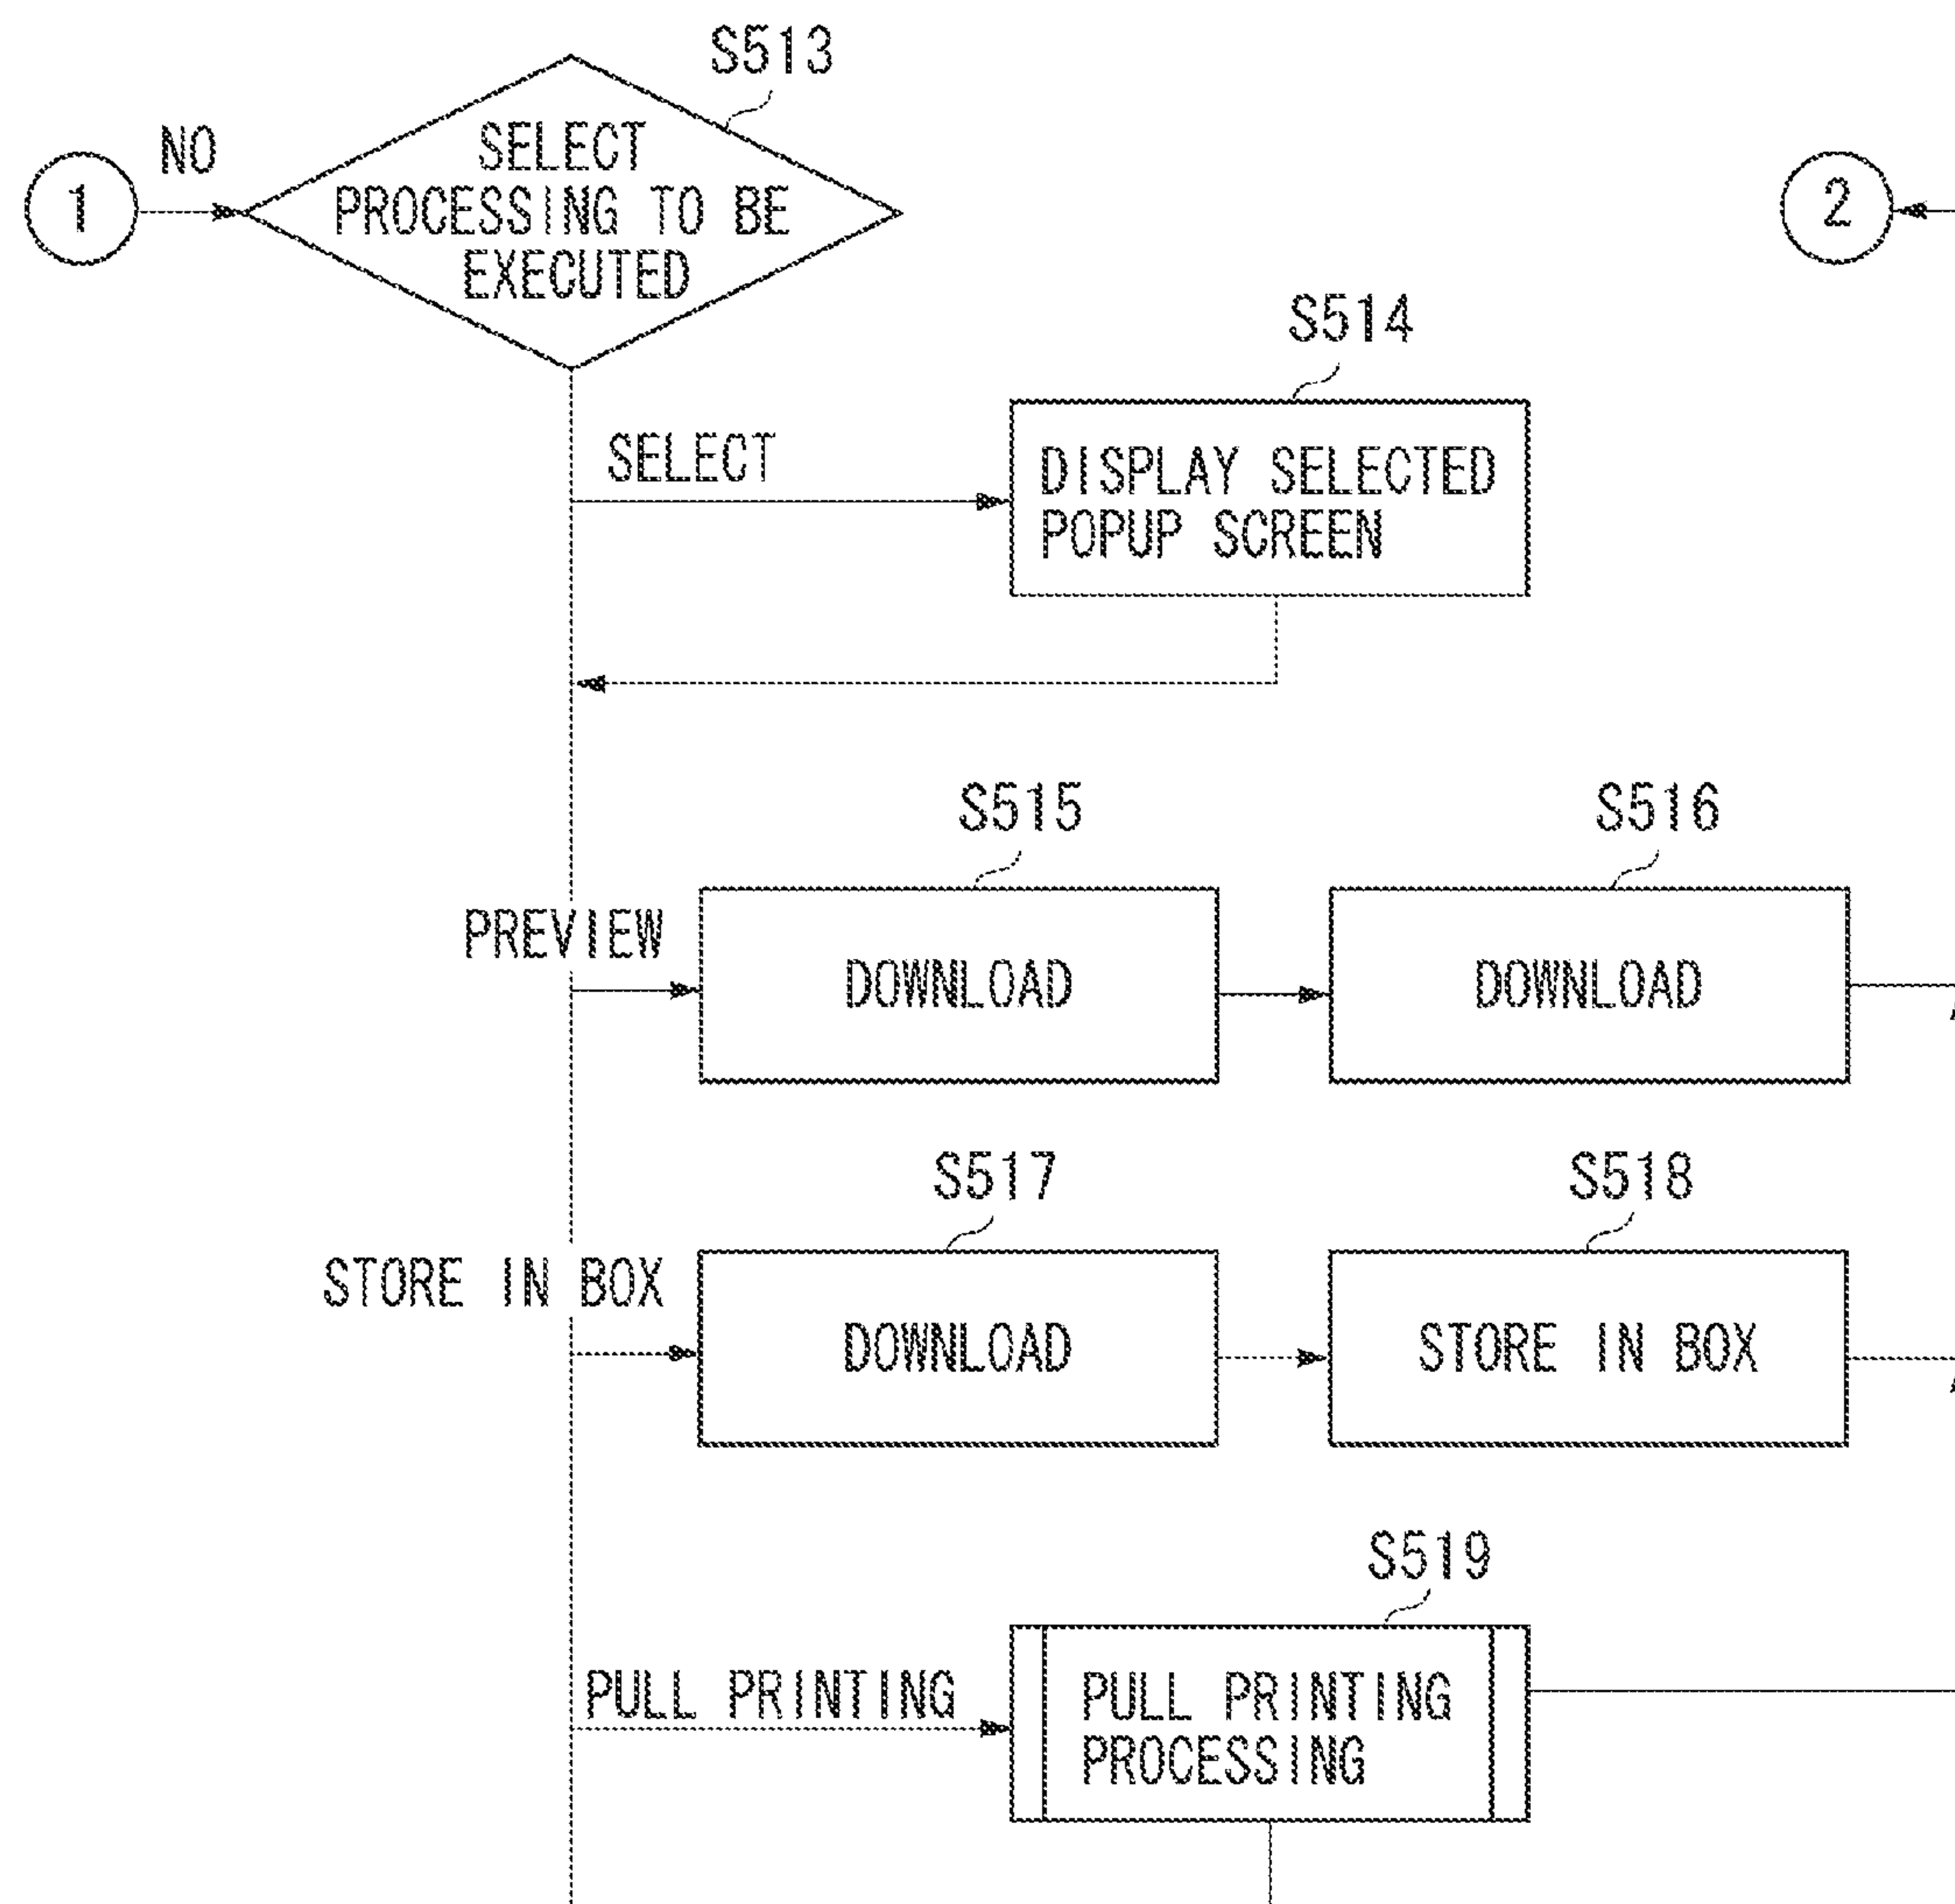 S513
1
NO
SELECT
PROCESSING TO BE
EXECUTED
2
S514
SELECT
DISPLAY SELECTED
POPUP SCREEN
S515
S516
PREVIEW
DOWNLOAD
DOWNLOAD
S517
S518
STORE IN BOX
DOWNLOAD
STORE IN BOX
S519
PULL PRINTING
PULL PRINTING
PROCESSING